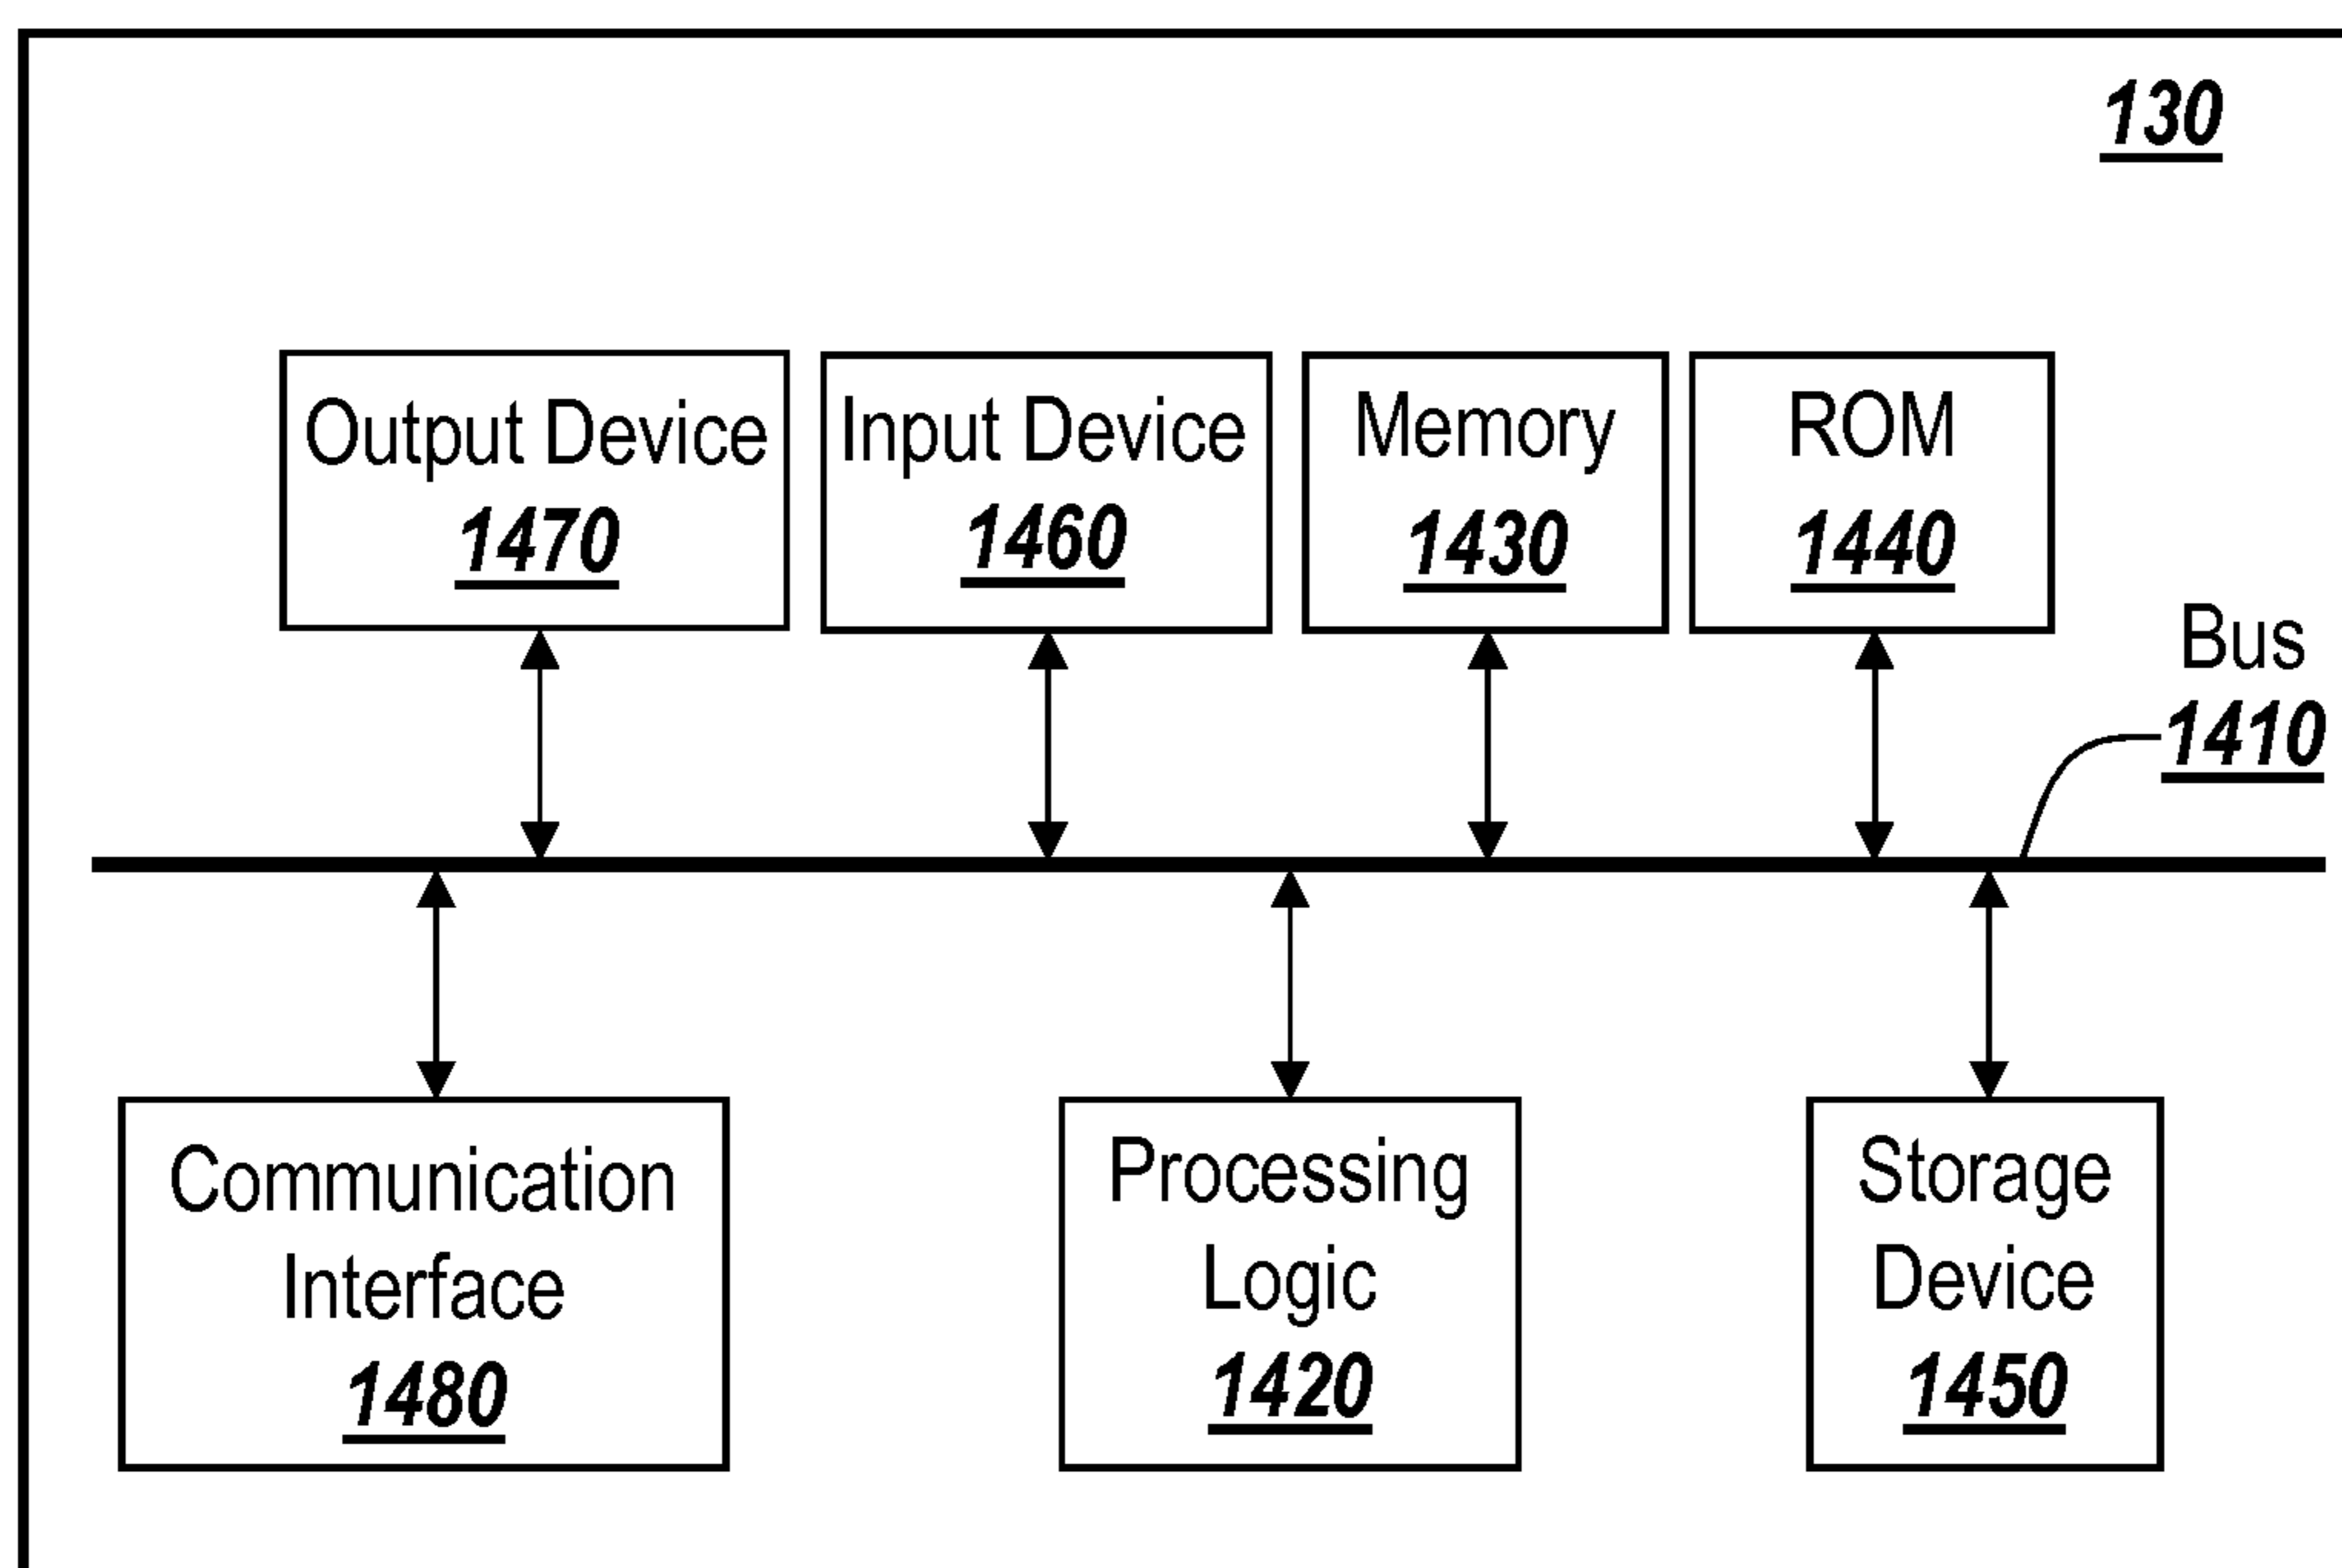 130
Output Device
1470
Input Device
1460
Memory
1430
ROM
1440
Bus
1410
Communication
Interface
1480
Processing
Logic
1420
Storage
Device
1450